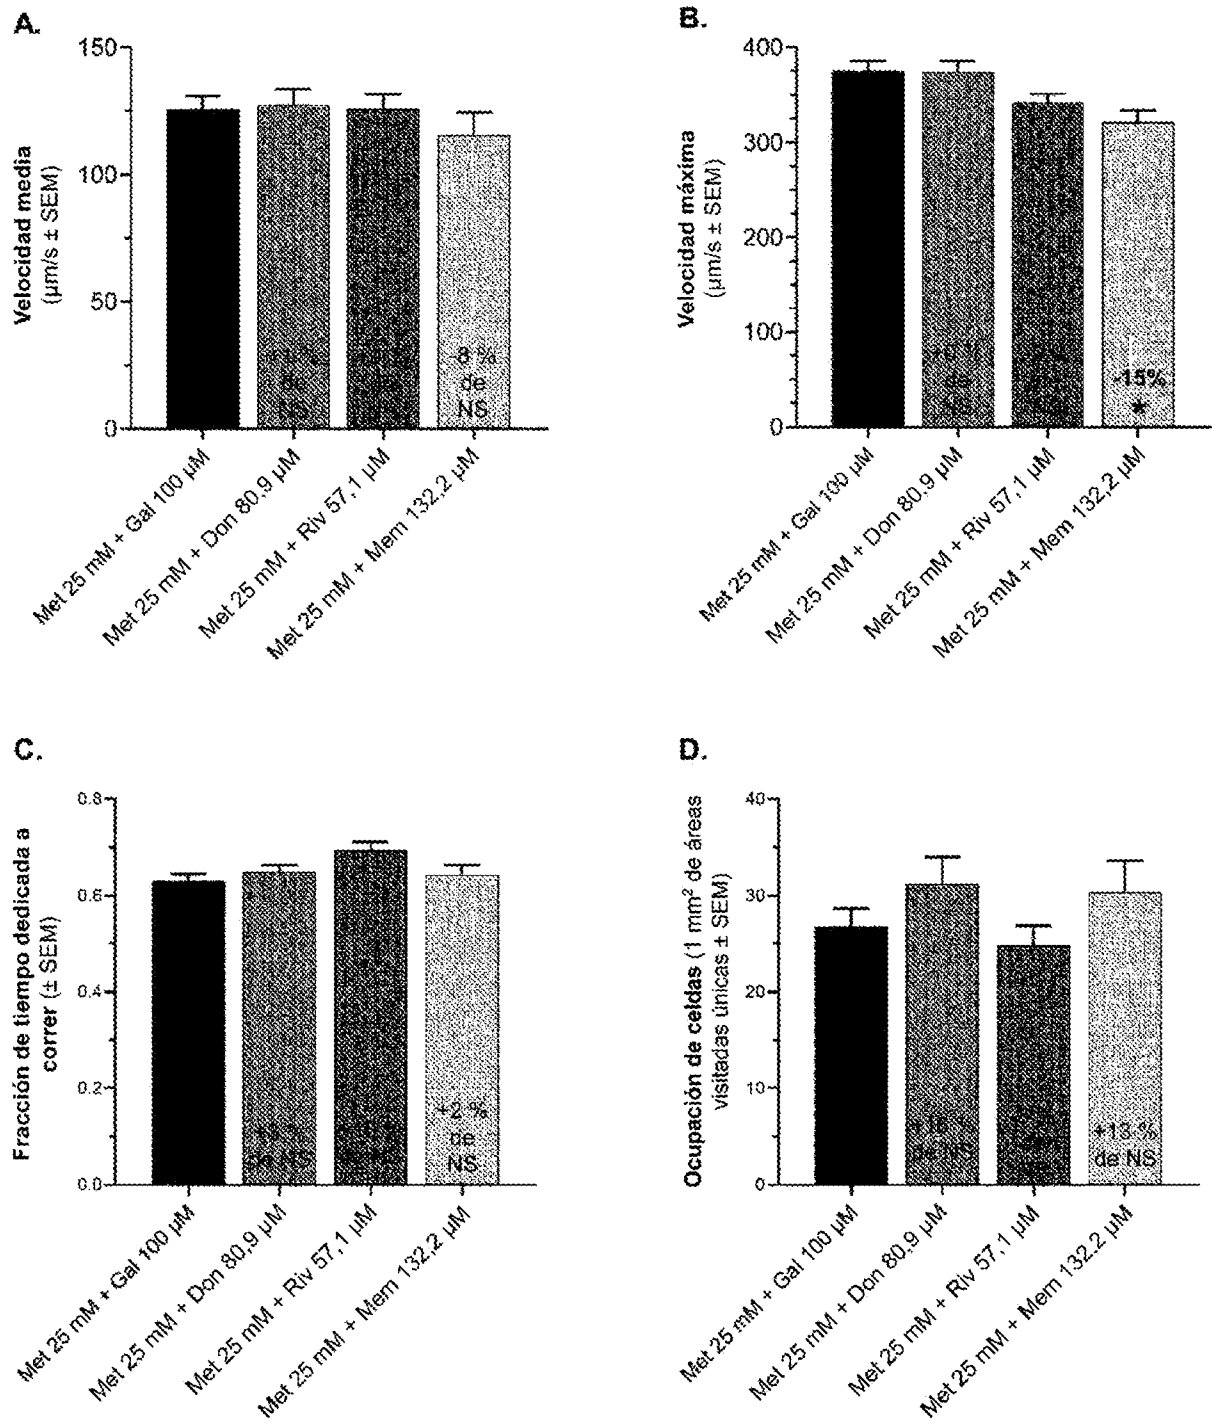 A.
Velocidad media
(µm/s ± SEM)
150
100
50
0
+1 %
de
NS
-8 %
de
NS
Met 25 mM + Gal 100 µM
Met 25 mM + Don 80,9 µM
Met 25 mM + Riv 57,1 µM
Met 25 mM + Mem 132,2 µM
B.
Velocidad máxima
(µm/s ± SEM)
400
300
200
100
0
+0 %
de
NS
NS
-15%
*
Met 25 mM + Gal 100 µM
Met 25 mM + Don 80,9 µM
Met 25 mM + Riv 57,1 µM
Met 25 mM + Mem 132,2 µM
C.
Fracción de tiempo dedicada a
correr (± SEM)
0.8
0.6
0.4
0.2
0.0
+3 %
de NS
+2 %
de
NS
Met 25 mM + Gal 100 µM
Met 25 mM + Don 80,9 µM
Met 25 mM + Riv 57,1 µM
Met 25 mM + Mem 132,2 µM
D.
Ocupación de celdas (1 mm² de áreas
visitadas únicas ± SEM)
40
30
20
10
0
+16 %
de NS
+13 %
de NS
Met 25 mM + Gal 100 µM
Met 25 mM + Don 80,9 µM
Met 25 mM + Riv 57,1 µM
Met 25 mM + Mem 132,2 µM